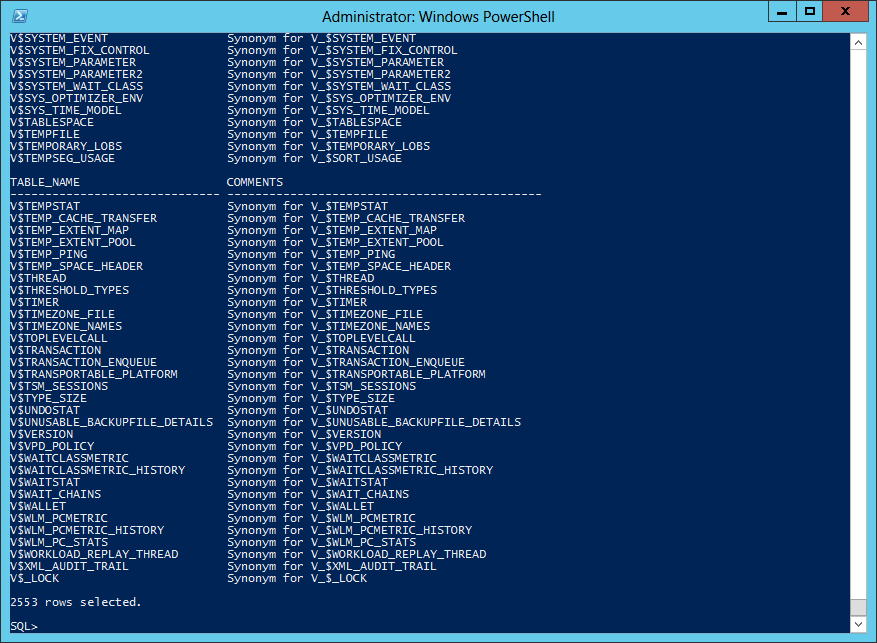 Administrator: Windows PowerShell
V$SYSTEM_EVENT Synonym for V_$SYSTEM_EVENT
V$SYSTEM_FIX_CONTROL Synonym for V_$SYSTEM_FIX_CONTROL
V$SYSTEM_PARAMETER Synonym for V_$SYSTEM_PARAMETER
V$SYSTEM_PARAMETER2 Synonym for V_$SYSTEM_PARAMETER2
V$SYSTEM_WAIT_CLASS Synonym for V_$SYSTEM_WAIT_CLASS
V$SYS_OPTIMIZER_ENV Synonym for V_$SYS_OPTIMIZER_ENV
V$SYS_TIME_MODEL Synonym for V_$SYS_TIME_MODEL
V$TABLESPACE Synonym for V_$TABLESPACE
V$TEMPFILE Synonym for V_$TEMPFILE
V$TEMPORARY_LOBS Synonym for V_$TEMPORARY_LOBS
V$TEMPSEG_USAGE Synonym for V_$SORT_USAGE
TABLE_NAME COMMENTS
------------------------------ ---------------------------------------------
V$TEMPSTAT Synonym for V_$TEMPSTAT
V$TEMP_CACHE_TRANSFER Synonym for V_$TEMP_CACHE_TRANSFER
V$TEMP_EXTENT_MAP Synonym for V_$TEMP_EXTENT_MAP
V$TEMP_EXTENT_POOL Synonym for V_$TEMP_EXTENT_POOL
V$TEMP_PING Synonym for V_$TEMP_PING
V$TEMP_SPACE_HEADER Synonym for V_$TEMP_SPACE_HEADER
V$THREAD Synonym for V_$THREAD
V$THRESHOLD_TYPES Synonym for V_$THRESHOLD_TYPES
V$TIMER Synonym for V_$TIMER
V$TIMEZONE_FILE Synonym for V_$TIMEZONE_FILE
V$TIMEZONE_NAMES Synonym for V_$TIMEZONE_NAMES
V$TOPLEVELCALL Synonym for V_$TOPLEVELCALL
V$TRANSACTION Synonym for V_$TRANSACTION
V$TRANSACTION_ENQUEUE Synonym for V_$TRANSACTION_ENQUEUE
V$TRANSPORTABLE_PLATFORM Synonym for V_$TRANSPORTABLE_PLATFORM
V$TSM_SESSIONS Synonym for V_$TSM_SESSIONS
V$TYPE_SIZE Synonym for V_$TYPE_SIZE
V$UNDOSTAT Synonym for V_$UNDOSTAT
V$UNUSABLE_BACKUPFILE_DETAILS Synonym for V_$UNUSABLE_BACKUPFILE_DETAILS
V$VERSION Synonym for V_$VERSION
V$VPD_POLICY Synonym for V_$VPD_POLICY
V$WAITCLASSMETRIC Synonym for V_$WAITCLASSMETRIC
V$WAITCLASSMETRIC_HISTORY Synonym for V_$WAITCLASSMETRIC_HISTORY
V$WAITSTAT Synonym for V_$WAITSTAT
V$WAIT_CHAINS Synonym for V_$WAIT_CHAINS
V$WALLET Synonym for V_$WALLET
V$WLM_PCMETRIC Synonym for V_$WLM_PCMETRIC
V$WLM_PCMETRIC_HISTORY Synonym for V_$WLM_PCMETRIC_HISTORY
V$WLM_PC_STATS Synonym for V_$WLM_PC_STATS
V$WORKLOAD_REPLAY_THREAD Synonym for V_$WORKLOAD_REPLAY_THREAD
V$XML_AUDIT_TRAIL Synonym for V_$XML_AUDIT_TRAIL
V$_LOCK Synonym for V_$_LOCK
2553 rows selected.
SQL>